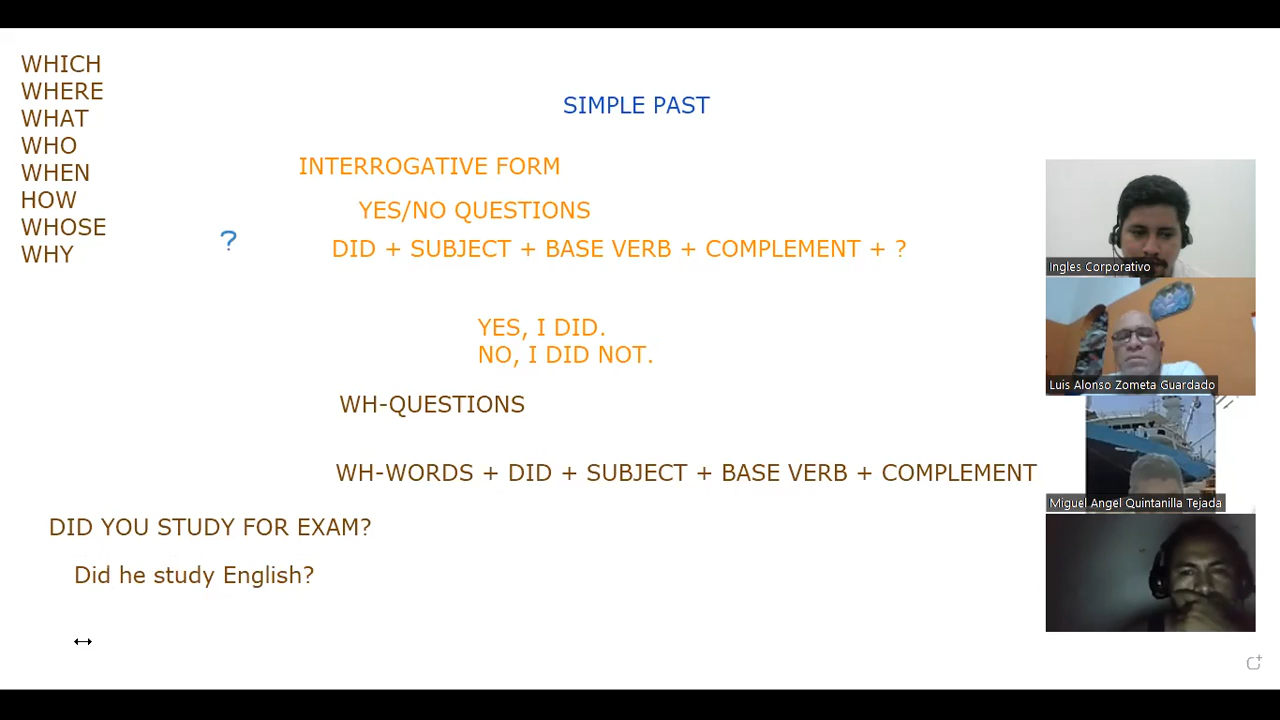 WHICH
WHERE
WHAT
WHO
WHEN
HOW
WHOSE
WHY
SIMPLE PAST
INTERROGATIVE FORM
YES/NO QUESTIONS
?
DID + SUBJECT + BASE VERB + COMPLEMENT + ?
YES, I DID.
NO, I DID NOT.
WH-QUESTIONS
WH-WORDS + DID + SUBJECT + BASE VERB + COMPLEMENT
DID YOU STUDY FOR EXAM?
Did he study English?
Ingles Corporativo
Luis Alonso Zometa Guardado
Miguel Angel Quintanilla Tejada